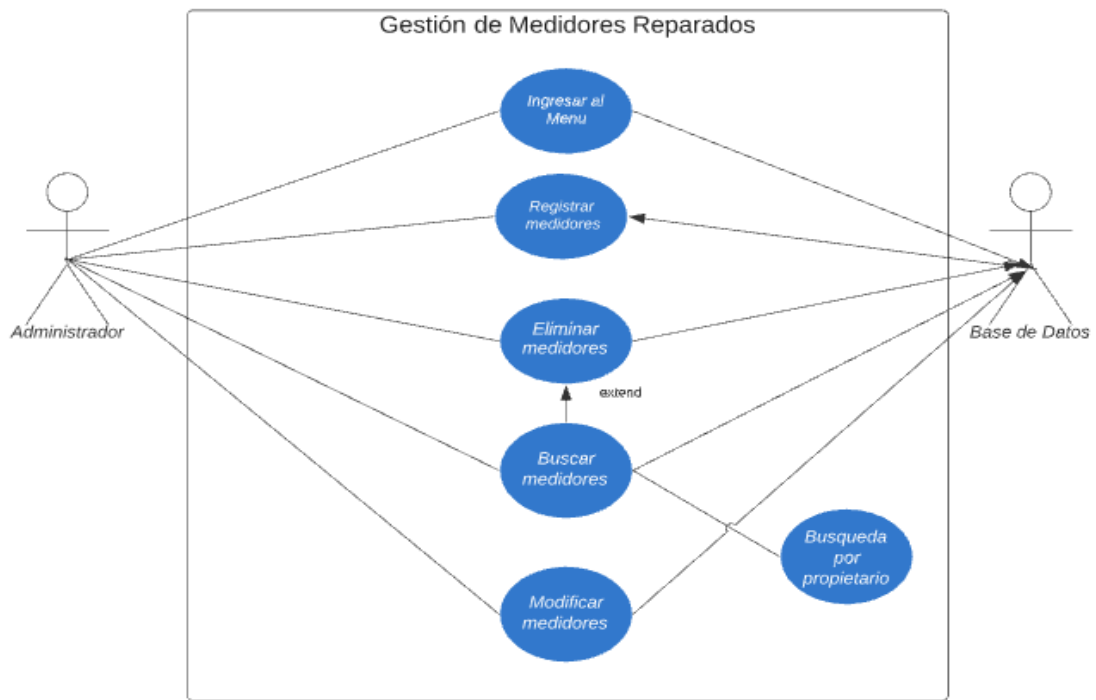 Gestión de Medidores Reparados
Ingresar al
Menu
Registrar
medidores
Administrador
Eliminar
medidores
Base de Datos
extend
Buscar
medidores
Busqueda
por
propietario
Modificar
medidores